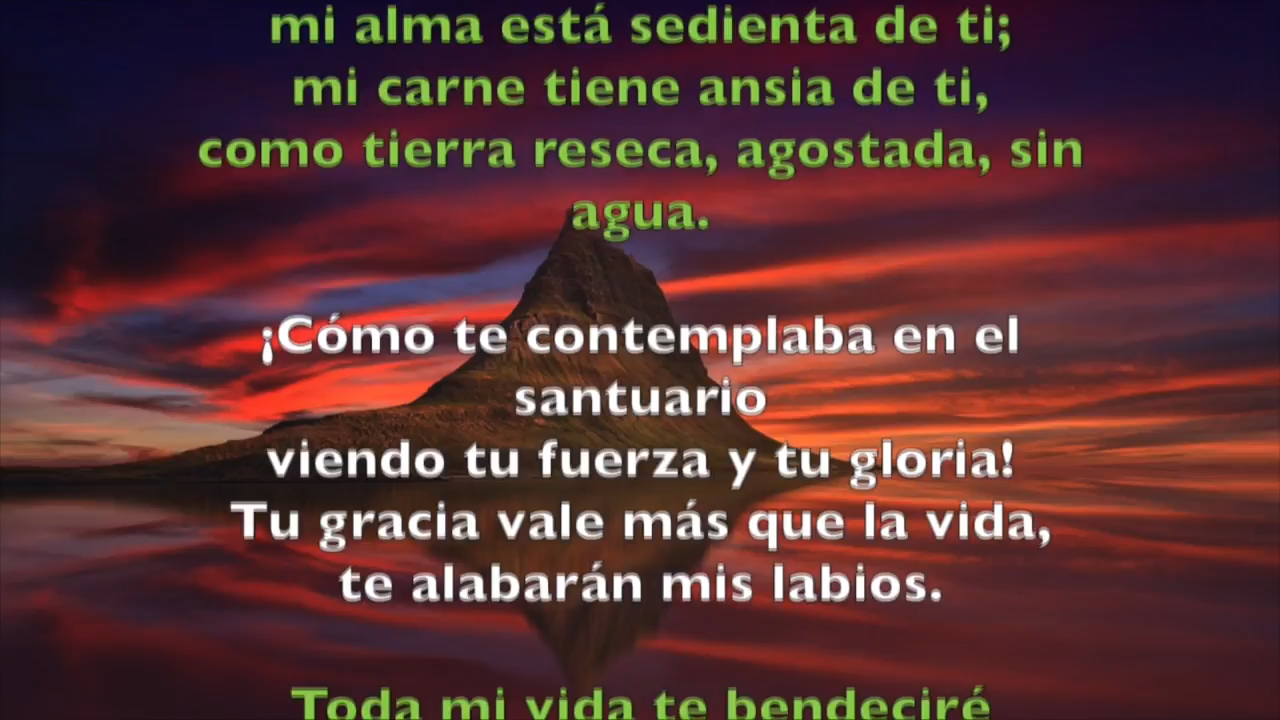 mi alma está sedienta de ti;
mi carne tiene ansia de ti,
como tierra reseca, agostada, sin
agua.
¡Cómo te contemplaba en el
santuario
viendo tu fuerza y tu gloria!
Tu gracia vale más que la vida,
te alabarán mis labios.
Toda mi vida te bendeciré